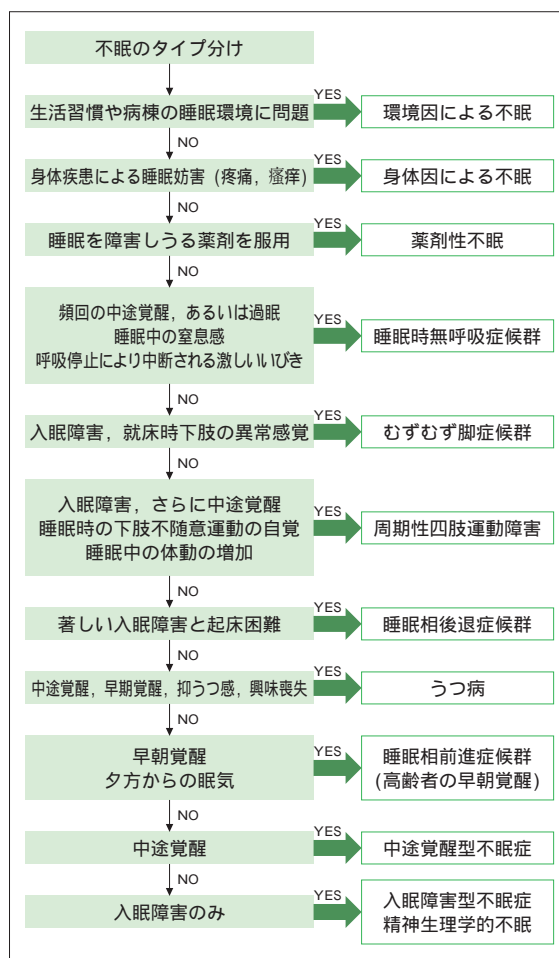 不眠のタイプ分け
YES
生活習慣や病棟の睡眠環境に問題
環境因による不眠
NO
YES
身体疾患による睡眠妨害（疼痛，瘙痒）
身体因による不眠
NO
YES
睡眠を障害しうる薬剤を服用
薬剤性不眠
NO
頻回の中途覚醒，あるいは過眠
睡眠中の窒息感
呼吸停止により中断される激しいいびき
YES
睡眠時無呼吸症候群
NO
YES
入眠障害，就床時下肢の異常感覚
むずむず脚症候群
NO
入眠障害，さらに中途覚醒
睡眠時の下肢不随意運動の自覚
睡眠中の体動の増加
YES
周期性四肢運動障害
NO
YES
著しい入眠障害と起床困難
睡眠相後退症候群
NO
YES
中途覚醒，早期覚醒，抑うつ感，興味喪失
うつ病
NO
早朝覚醒
夕方からの眠気
YES
睡眠相前進症候群
(高齢者の早朝覚醒)
NO
YES
中途覚醒
中途覚醒型不眠症
NO
YES
入眠障害のみ
入眠障害型不眠症
精神生理学的不眠